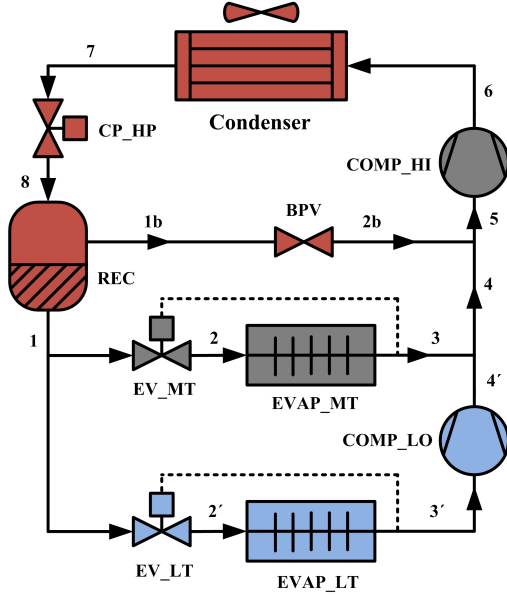 7
6
Condenser
CP_HP
COMP_HI
8
BPV
1b
2b
5
REC
4
1
2
3
EV_MT
EVAP_MT
4´
COMP_LO
2´
3´
EV_LT
EVAP_LT